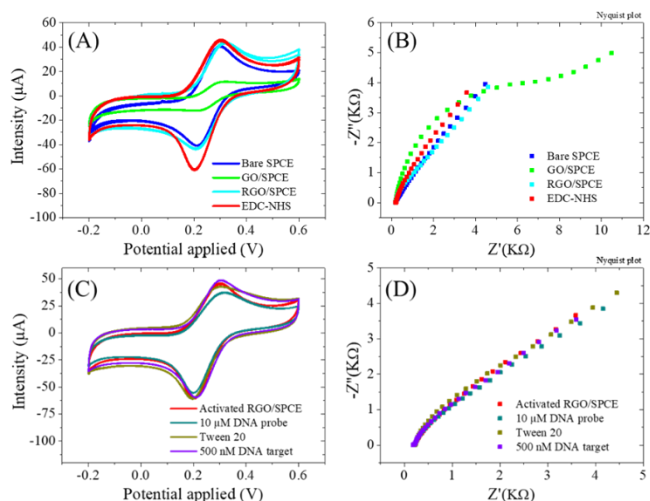 (A)
Intensity (µA)
60
40
20
0
-20
-40
-60
-80
-100
Bare SPCE
GO/SPCE
RGO/SPCE
EDC-NHS
-0.2 0.0 0.2 0.4 0.6
Potential applied (V)
Nyquist plot
(B)
-Z''(KΩ)
6
5
4
3
2
1
0
Bare SPCE
GO/SPCE
RGO/SPCE
EDC-NHS
0 2 4 6 8 10 12
Z'(KΩ)
(C)
Intensity (µA)
50
25
0
-25
-50
-75
-100
Activated RGO/SPCE
10 µM DNA probe
Tween 20
500 nM DNA target
-0.2 0.0 0.2 0.4 0.6
Potential applied (V)
Nyquist plot
(D)
-Z''(KΩ)
5
4
3
2
1
0
Activated RGO/SPCE
10 µM DNA probe
Tween 20
500 nM DNA target
0 1 2 3 4 5
Z'(KΩ)